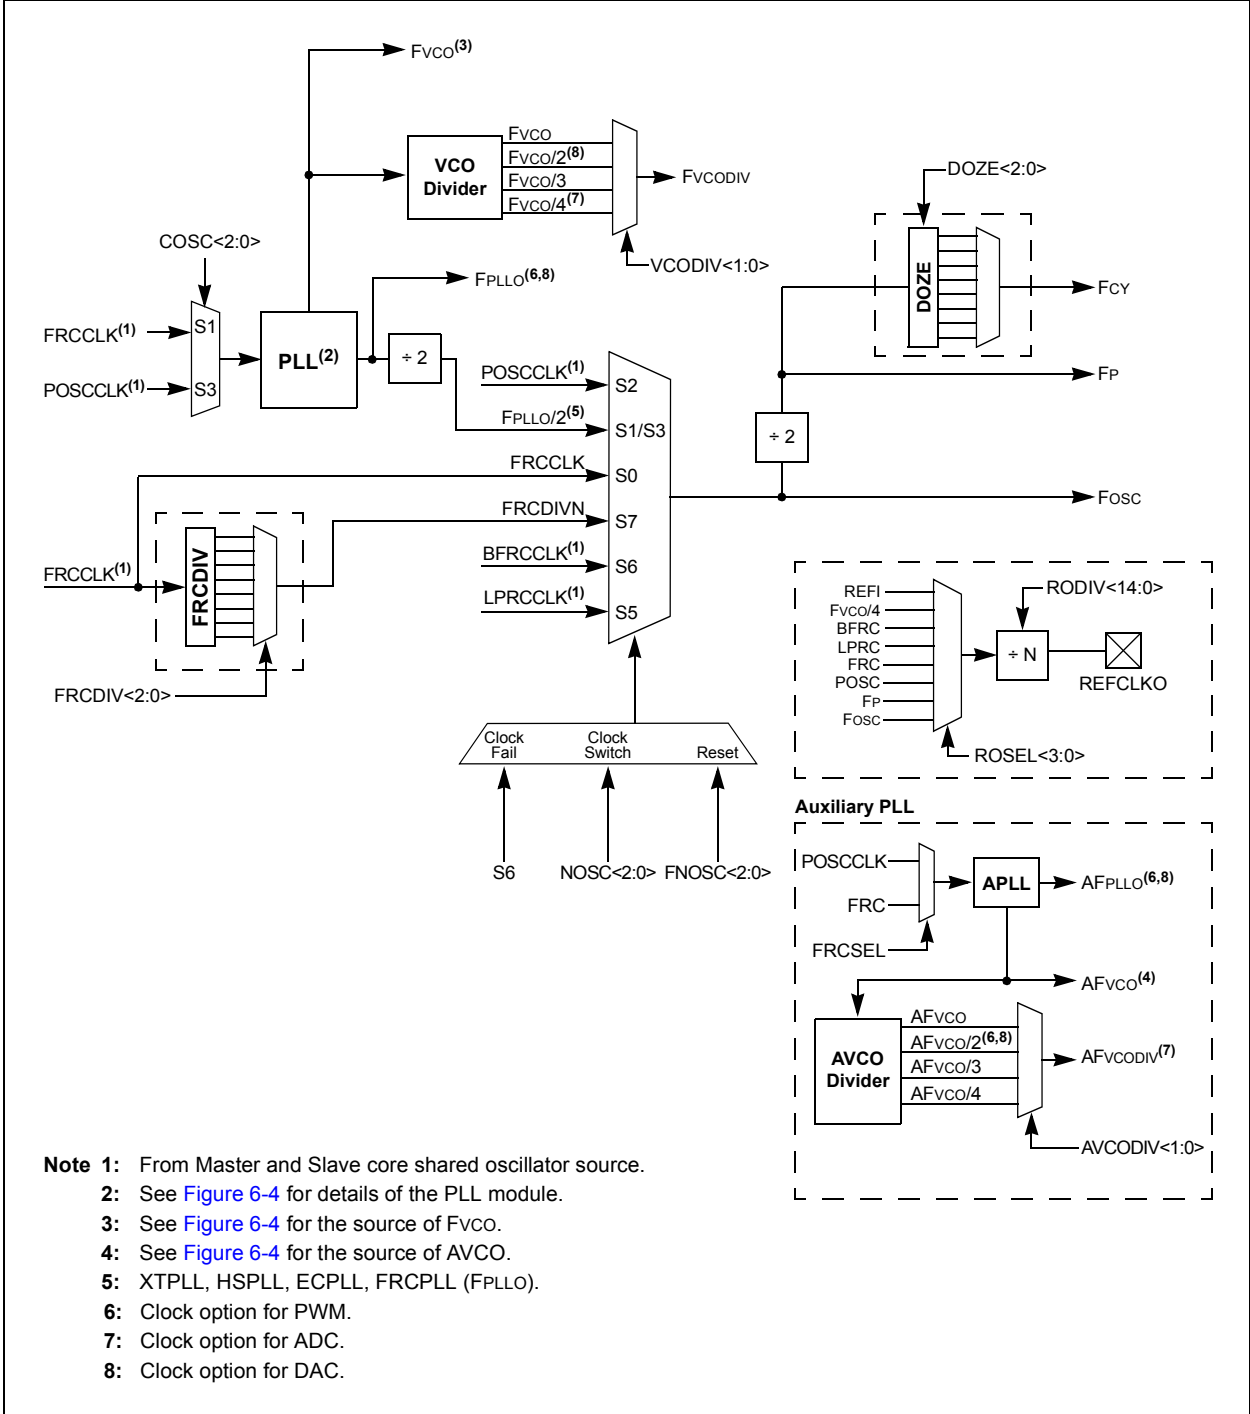 FVCO(3)
VCO Divider
FVCO
FVCO/2(8)
FVCO/3
FVCO/4(7)
FVCODIV
VCODIV<1:0>
DOZE<2:0>
DOZE
FCY
COSC<2:0>
FRCCLK(1)
S1
POSCCLK(1)
S3
PLL(2)
FPLLO(6,8)
÷ 2
POSCCLK(1)
S2
FPLLO/2(5)
S1/S3
FRCCLK
S0
FRCDIVN
S7
BFRCCLK(1)
S6
LPRCCLK(1)
S5
FP
÷ 2
FOSC
FRCCLK(1)
FRCDIV
FRCDIV<2:0>
Clock Fail
Clock Switch
Reset
S6
NOSC<2:0>
FNOSC<2:0>
REFI
FVCO/4
BFRC
LPRC
FRC
POSC
FP
FOSC
RODIV<14:0>
÷ N
REFCLKO
ROSEL<3:0>
Auxiliary PLL
POSCCLK
FRC
FRCSEL
APLL
AFPLLO(6,8)
AFVCO(4)
AVCO Divider
AFVCO
AFVCO/2(6,8)
AFVCO/3
AFVCO/4
AFVCODIV(7)
AVCODIV<1:0>
Note 1: From Master and Slave core shared oscillator source.
2: See Figure 6-4 for details of the PLL module.
3: See Figure 6-4 for the source of FVCO.
4: See Figure 6-4 for the source of AVCO.
5: XTPLL, HSPLL, ECPLL, FRCPLL (FPLLO).
6: Clock option for PWM.
7: Clock option for ADC.
8: Clock option for DAC.